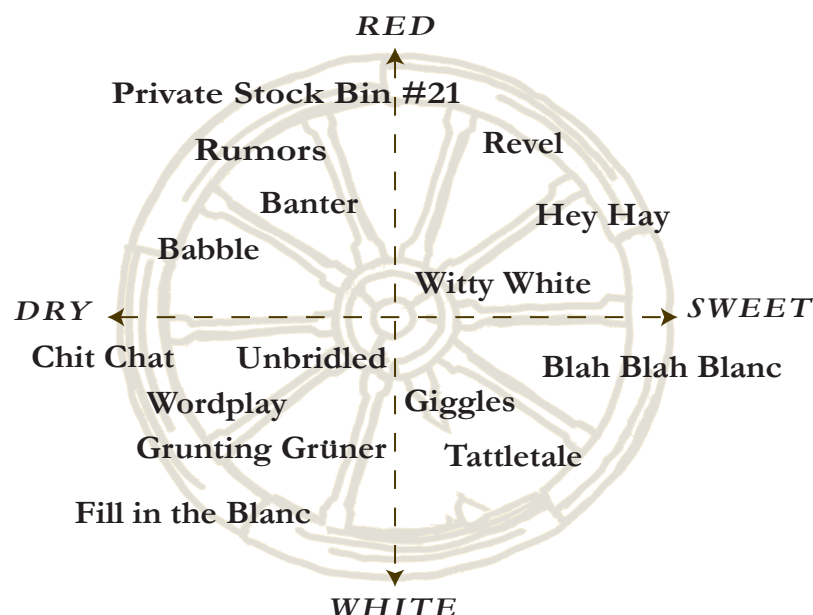 RED
Private Stock Bin #21
Revel
Rumors
Banter
Hey Hay
Babble
Witty White
DRY
SWEET
Chit Chat
Unbridled
Blah Blah Blanc
Wordplay
Giggles
Grunting Grüner
Tattletale
Fill in the Blanc
WHITE